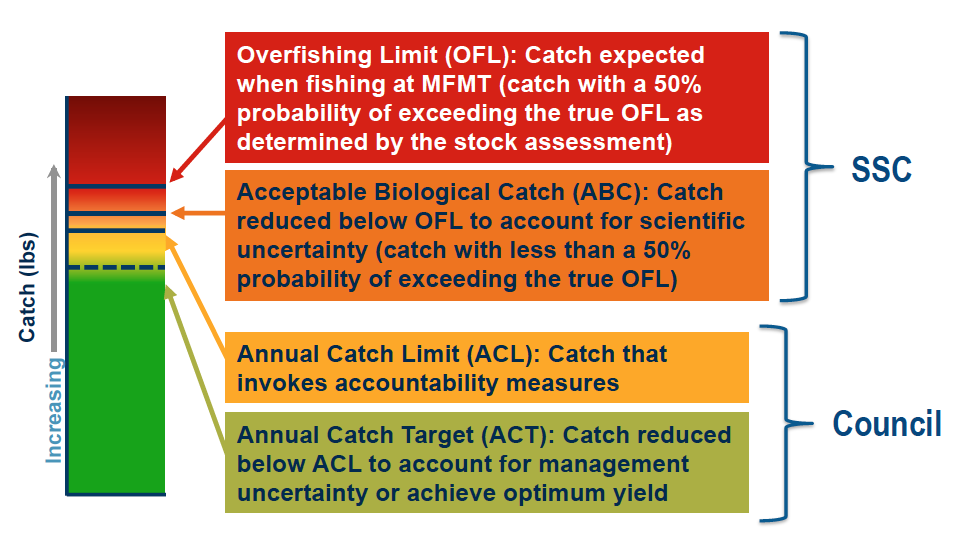 Overfishing Limit (OFL): Catch expected
when fishing at MFMT (catch with a 50%
probability of exceeding the true OFL as
determined by the stock assessment)
Acceptable Biological Catch (ABC): Catch
reduced below OFL to account for scientific
uncertainty (catch with less than a 50%
probability of exceeding the true OFL)
SSC
Annual Catch Limit (ACL): Catch that
invokes accountability measures
Annual Catch Target (ACT): Catch reduced
below ACL to account for management
uncertainty or achieve optimum yield
Council
Catch (lbs)
Increasing